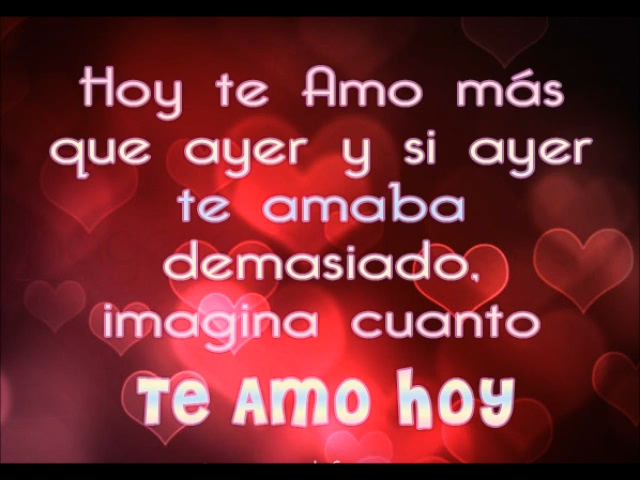 Hoy te Amo más
que ayer y si ayer
te amaba
demasiado,
imagina cuanto
Te Amo hoy